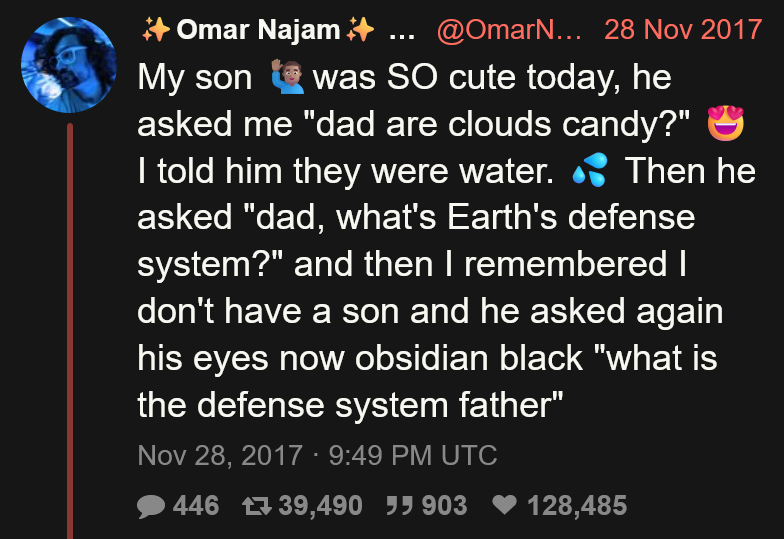 ✨Omar Najam✨ ... @OmarN... 28 Nov 2017
My son 🙋🏽‍♂️ was SO cute today, he
asked me "dad are clouds candy?" 😍
I told him they were water. 💦 Then he
asked "dad, what's Earth's defense
system?" and then I remembered I
don't have a son and he asked again
his eyes now obsidian black "what is
the defense system father"
Nov 28, 2017 · 9:49 PM UTC
446 39,490 903 128,485